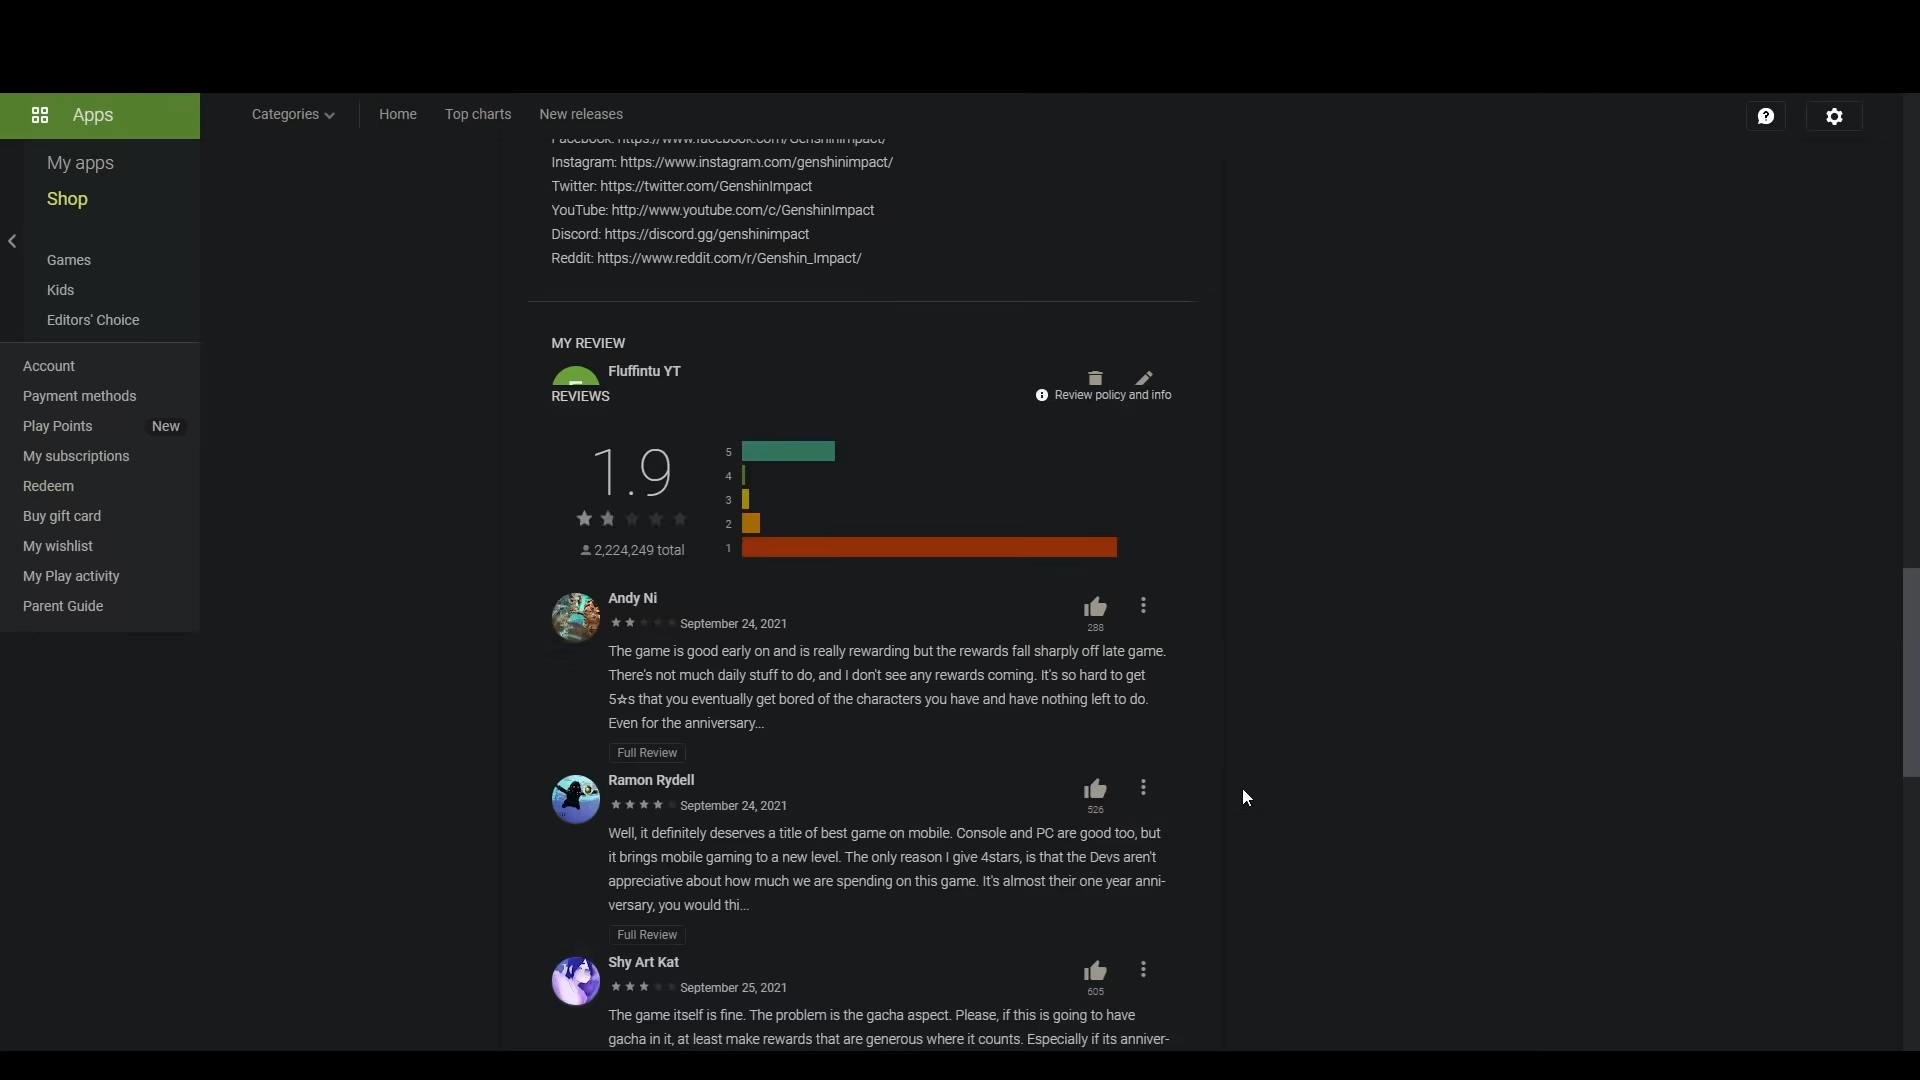 Apps
Categories
Home
Top charts
New releases
My apps
Shop
Games
Kids
Editors' Choice
Account
Payment methods
Play Points New
My subscriptions
Redeem
Buy gift card
My wishlist
My Play activity
Parent Guide
Facebook: https://www.facebook.com/Genshinimpact/
Instagram: https://www.instagram.com/genshinimpact/
Twitter: https://twitter.com/GenshinImpact
YouTube: http://www.youtube.com/c/GenshinImpact
Discord: https://discord.gg/genshinimpact
Reddit: https://www.reddit.com/r/Genshin_Impact/
MY REVIEW
Fluffintu YT
REVIEWS
Review policy and info
1.9
2,224,249 total
5
4
3
2
1
Andy Ni
September 24, 2021
288
The game is good early on and is really rewarding but the rewards fall sharply off late game.
There's not much daily stuff to do, and I don't see any rewards coming. It's so hard to get
5☆s that you eventually get bored of the characters you have and have nothing left to do.
Even for the anniversary...
Full Review
Ramon Rydell
September 24, 2021
526
Well, it definitely deserves a title of best game on mobile. Console and PC are good too, but
it brings mobile gaming to a new level. The only reason I give 4stars, is that the Devs aren't
appreciative about how much we are spending on this game. It's almost their one year anni-
versary, you would thi...
Full Review
Shy Art Kat
September 25, 2021
605
The game itself is fine. The problem is the gacha aspect. Please, if this is going to have
gacha in it, at least make rewards that are generous where it counts. Especially if its anniver-